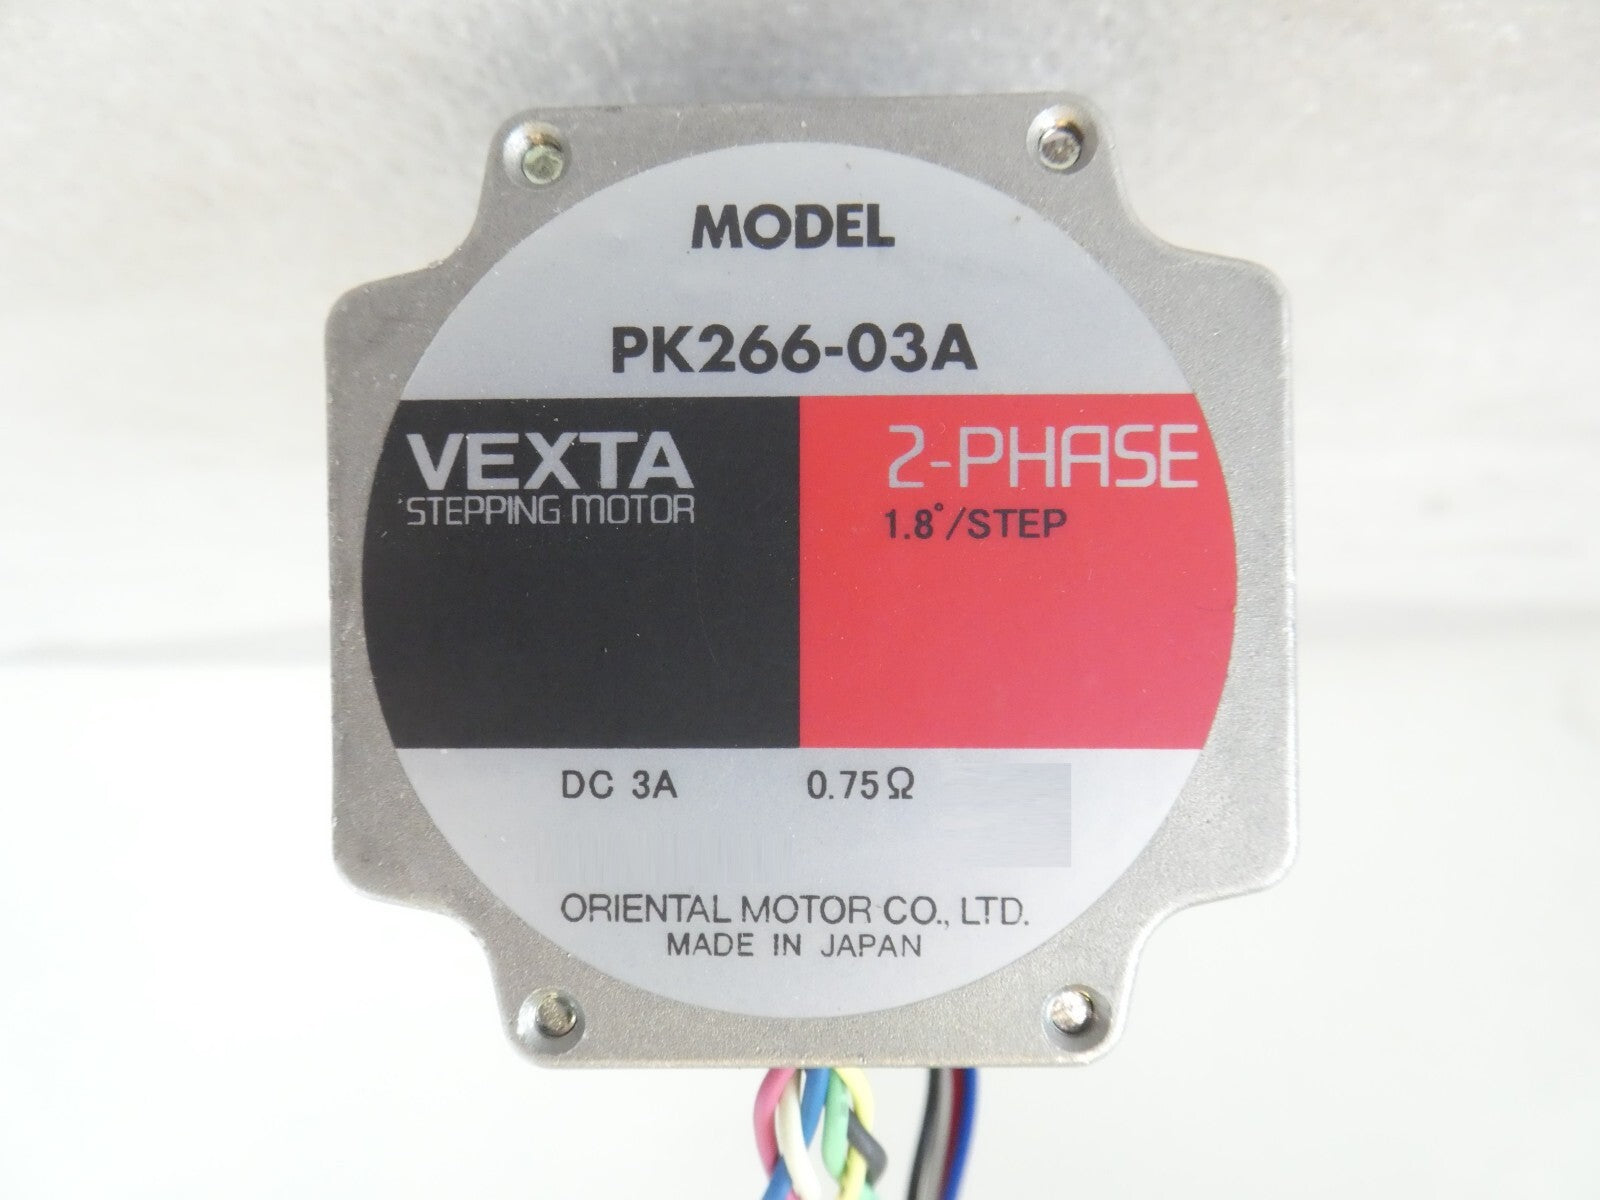 MODEL
PK266-03A
VEXTA
STEPPING MOTOR
2-PHASE
1.8°/STEP
DC 3A 0.75Ω
ORIENTAL MOTOR CO., LTD.
MADE IN JAPAN